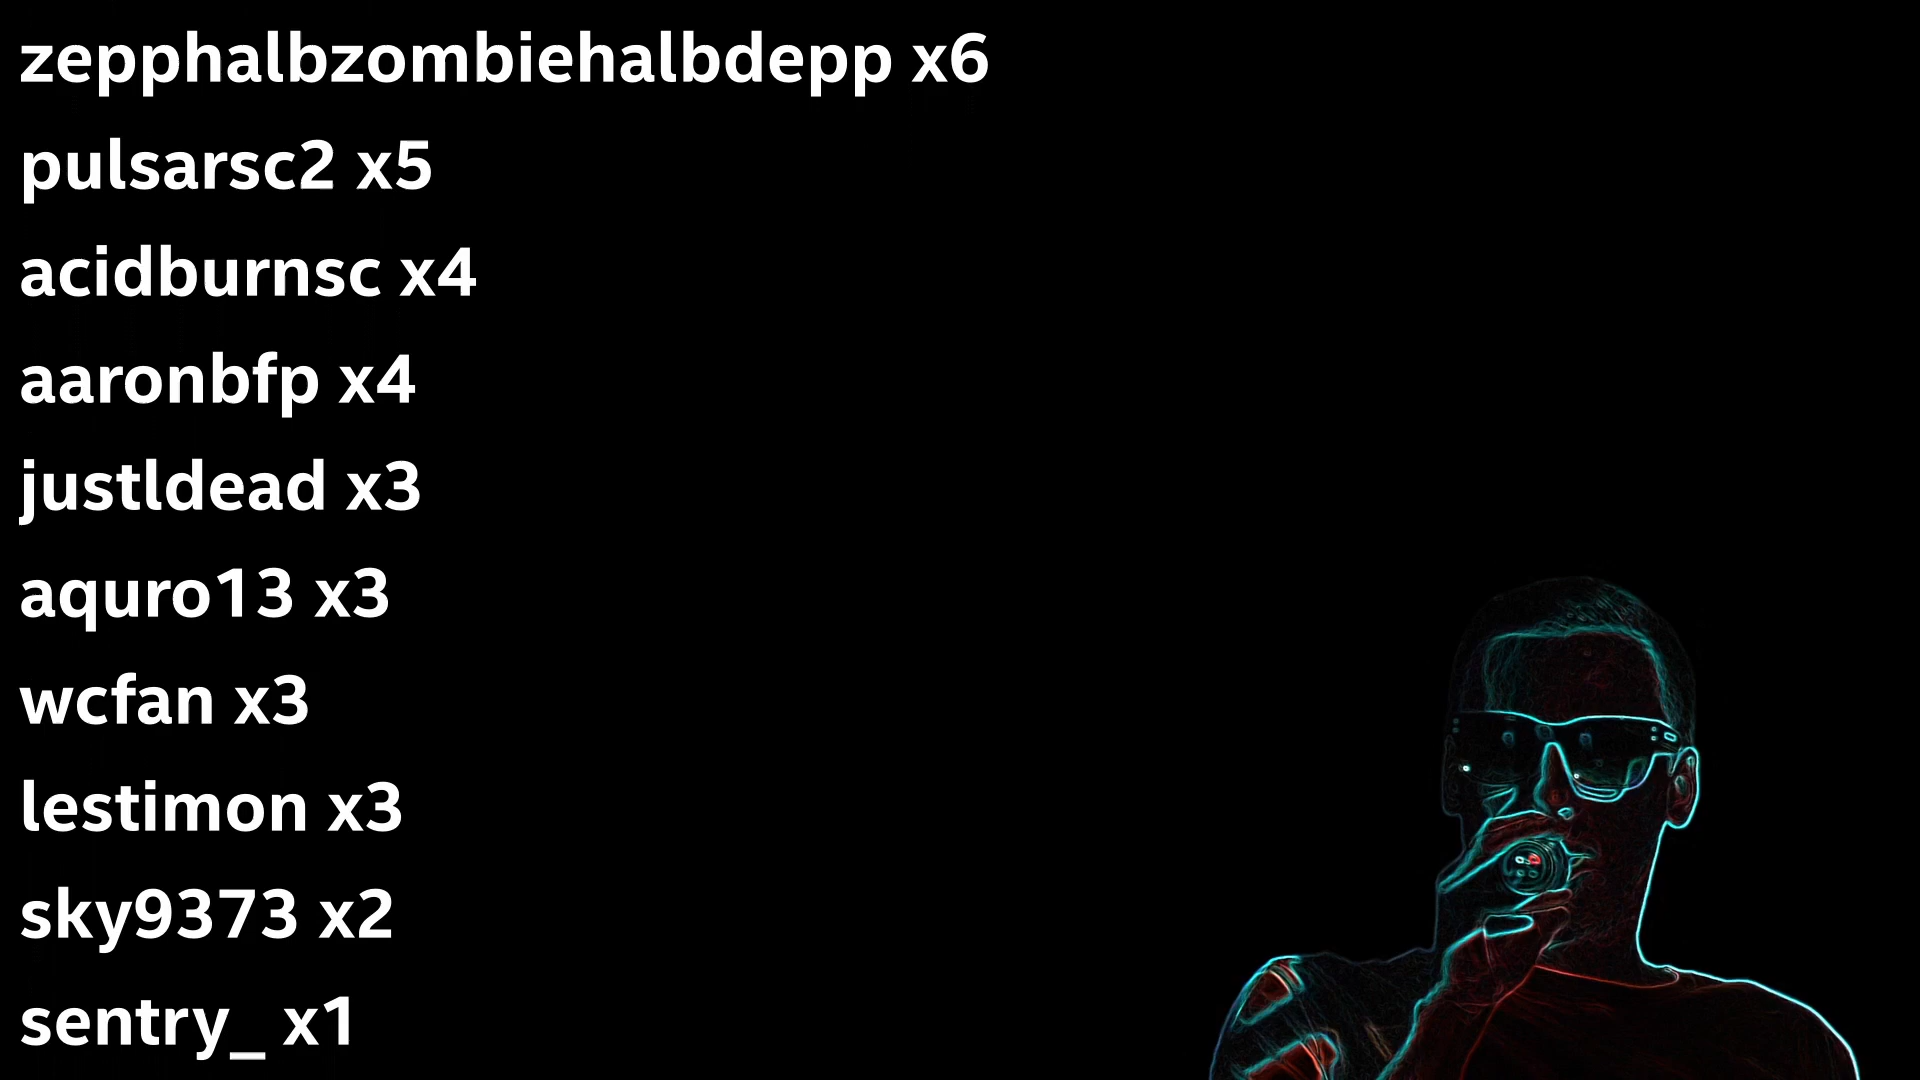 zepphalbzombiehalbdepp x6
pulsarsc2 x5
acidburnsc x4
aaronbfp x4
justldead x3
aquro13 x3
wcfan x3
lestimon x3
sky9373 x2
sentry_ x1